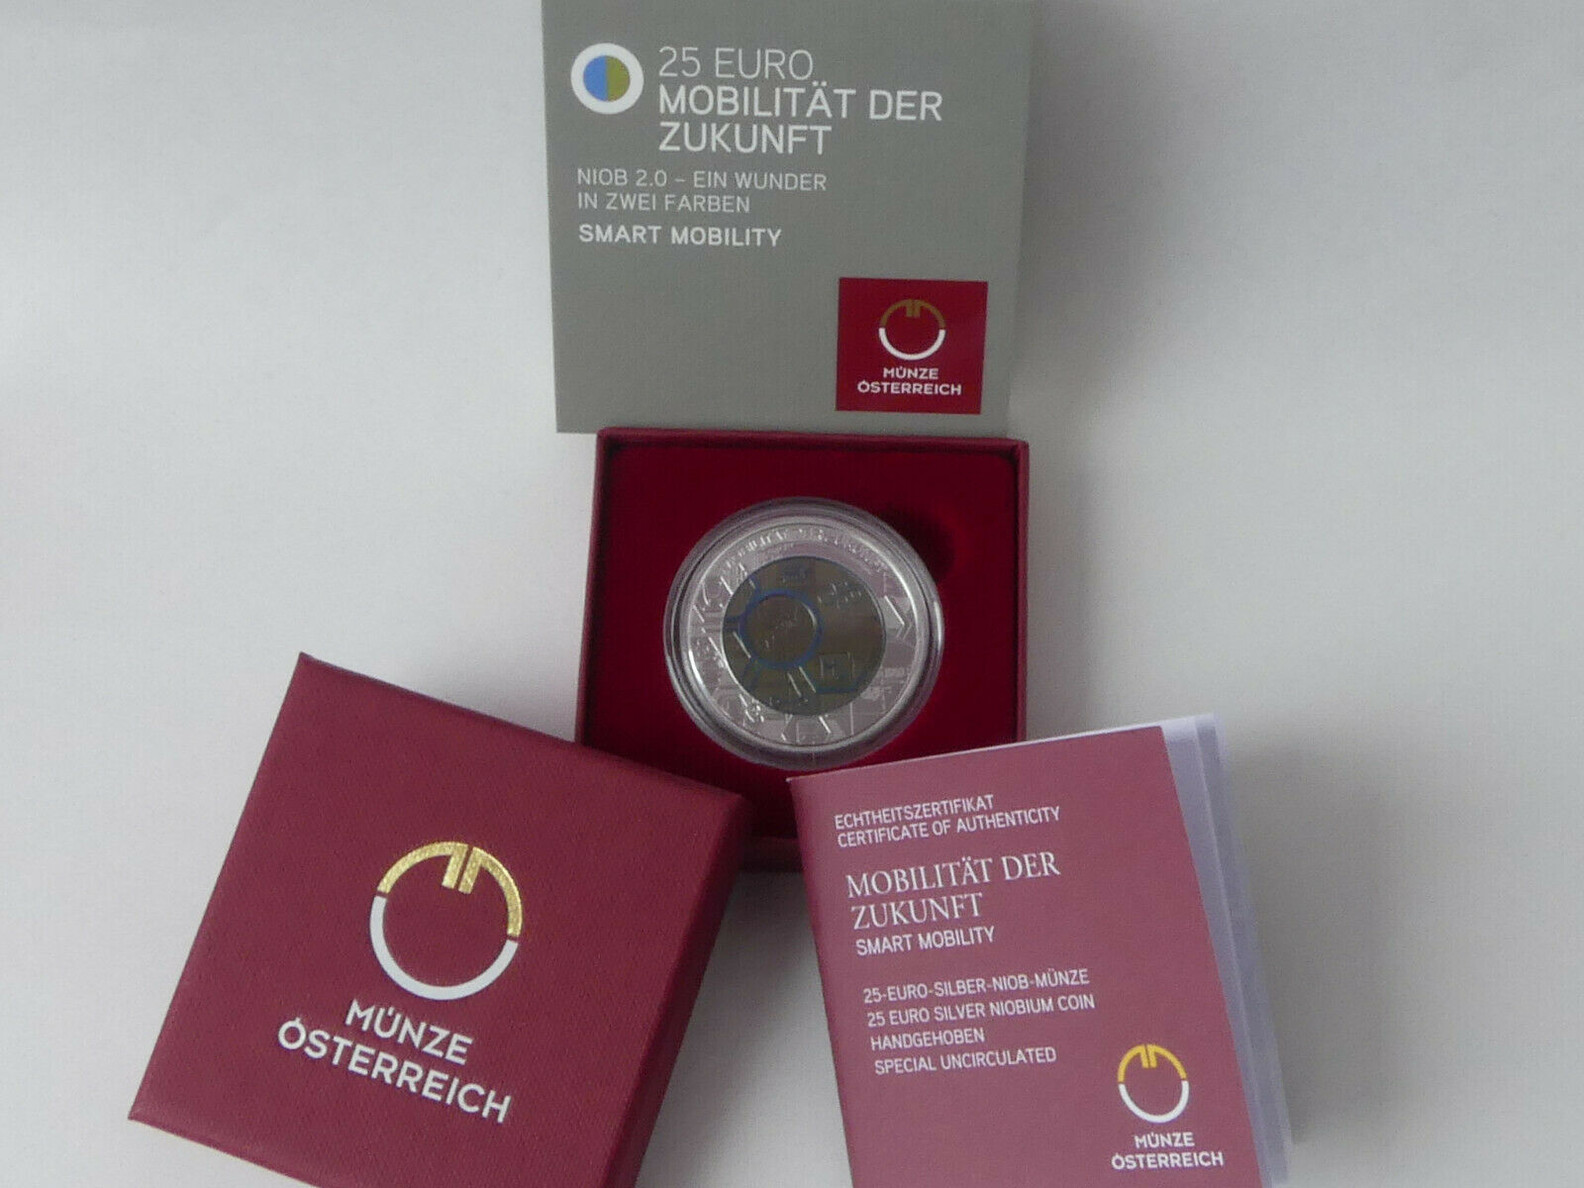 25 EURO
MOBILITÄT DER
ZUKUNFT
NIOB 2.0 – EIN WUNDER
IN ZWEI FARBEN
SMART MOBILITY
MÜNZE
ÖSTERREICH
MÜNZE
ÖSTERREICH
ECHTHEITSZERTIFIKAT
CERTIFICATE OF AUTHENTICITY
MOBILITÄT DER
ZUKUNFT
SMART MOBILITY
25-EURO-SILBER-NIOB-MÜNZE
25 EURO SILVER NIOBIUM COIN
HANDGEHOBEN
SPECIAL UNCIRCULATED
MÜNZE
ÖSTERREICH